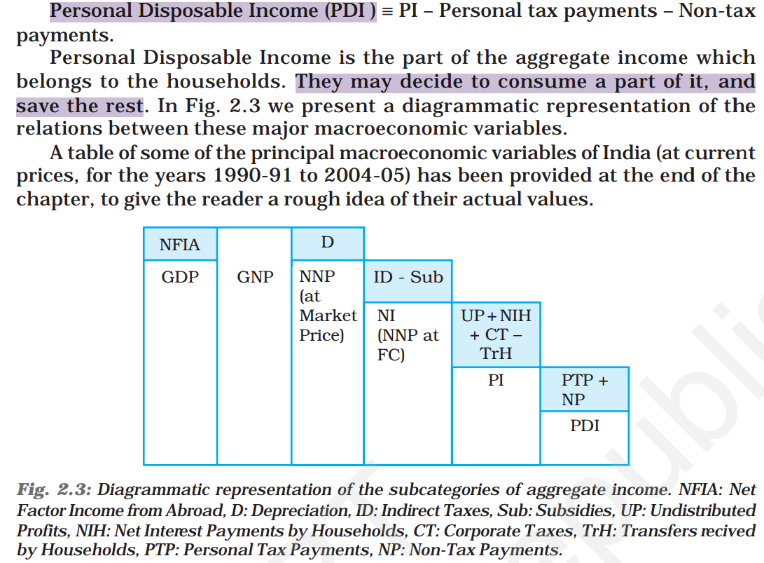 Personal Disposable Income (PDI ) ≡ PI – Personal tax payments – Non-tax
payments.
Personal Disposable Income is the part of the aggregate income which
belongs to the households. They may decide to consume a part of it, and
save the rest. In Fig. 2.3 we present a diagrammatic representation of the
relations between these major macroeconomic variables.
A table of some of the principal macroeconomic variables of India (at current
prices, for the years 1990-91 to 2004-05) has been provided at the end of the
chapter, to give the reader a rough idea of their actual values.
NFIA
GDP
GNP
D
NNP
(at
Market
Price)
ID - Sub
NI
(NNP at
FC)
UP+NIH
+ CT –
TrH
PI
PTP +
NP
PDI
Fig. 2.3: Diagrammatic representation of the subcategories of aggregate income. NFIA: Net
Factor Income from Abroad, D: Depreciation, ID: Indirect Taxes, Sub: Subsidies, UP: Undistributed
Profits, NIH: Net Interest Payments by Households, CT: Corporate Taxes, TrH: Transfers recived
by Households, PTP: Personal Tax Payments, NP: Non-Tax Payments.